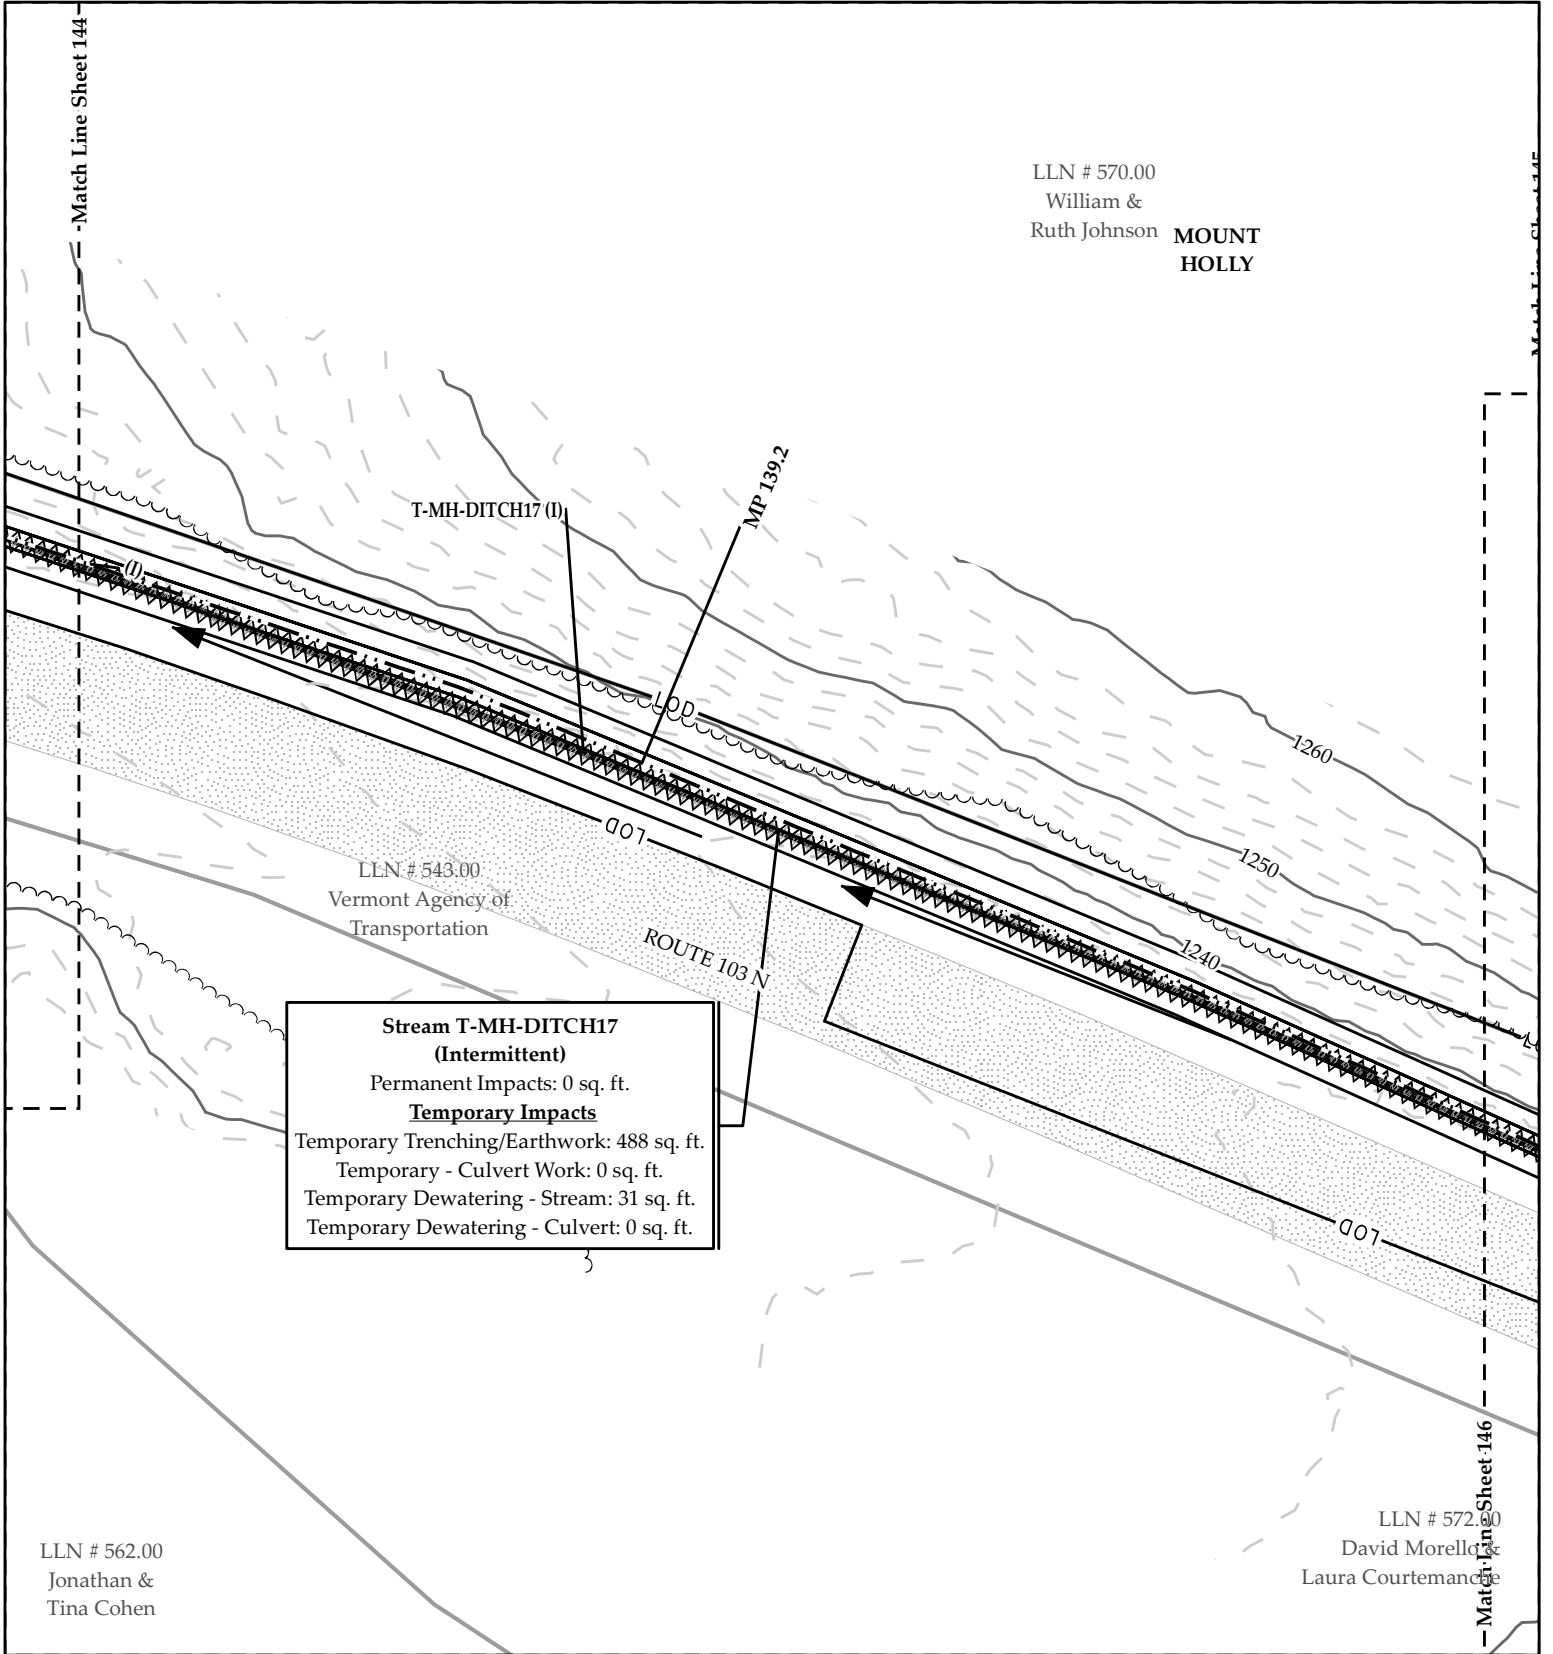 Match Line Sheet 144
LLN # 570.00
William &
Ruth Johnson
MOUNT
HOLLY
Match Line Sheet 145
MP 139.2
T-MH-DITCH17 (I)
(I)
LOD
1260
LOD
1250
LLN # 543.00
Vermont Agency of
Transportation
ROUTE 103 N
1240
Stream T-MH-DITCH17
(Intermittent)
Permanent Impacts: 0 sq. ft.
Temporary Impacts
Temporary Trenching/Earthwork: 488 sq. ft.
Temporary - Culvert Work: 0 sq. ft.
Temporary Dewatering - Stream: 31 sq. ft.
Temporary Dewatering - Culvert: 0 sq. ft.
LOD
Match Line Sheet 146
LLN # 572.00
David Morello &
Laura Courtemanche
LLN # 562.00
Jonathan &
Tina Cohen